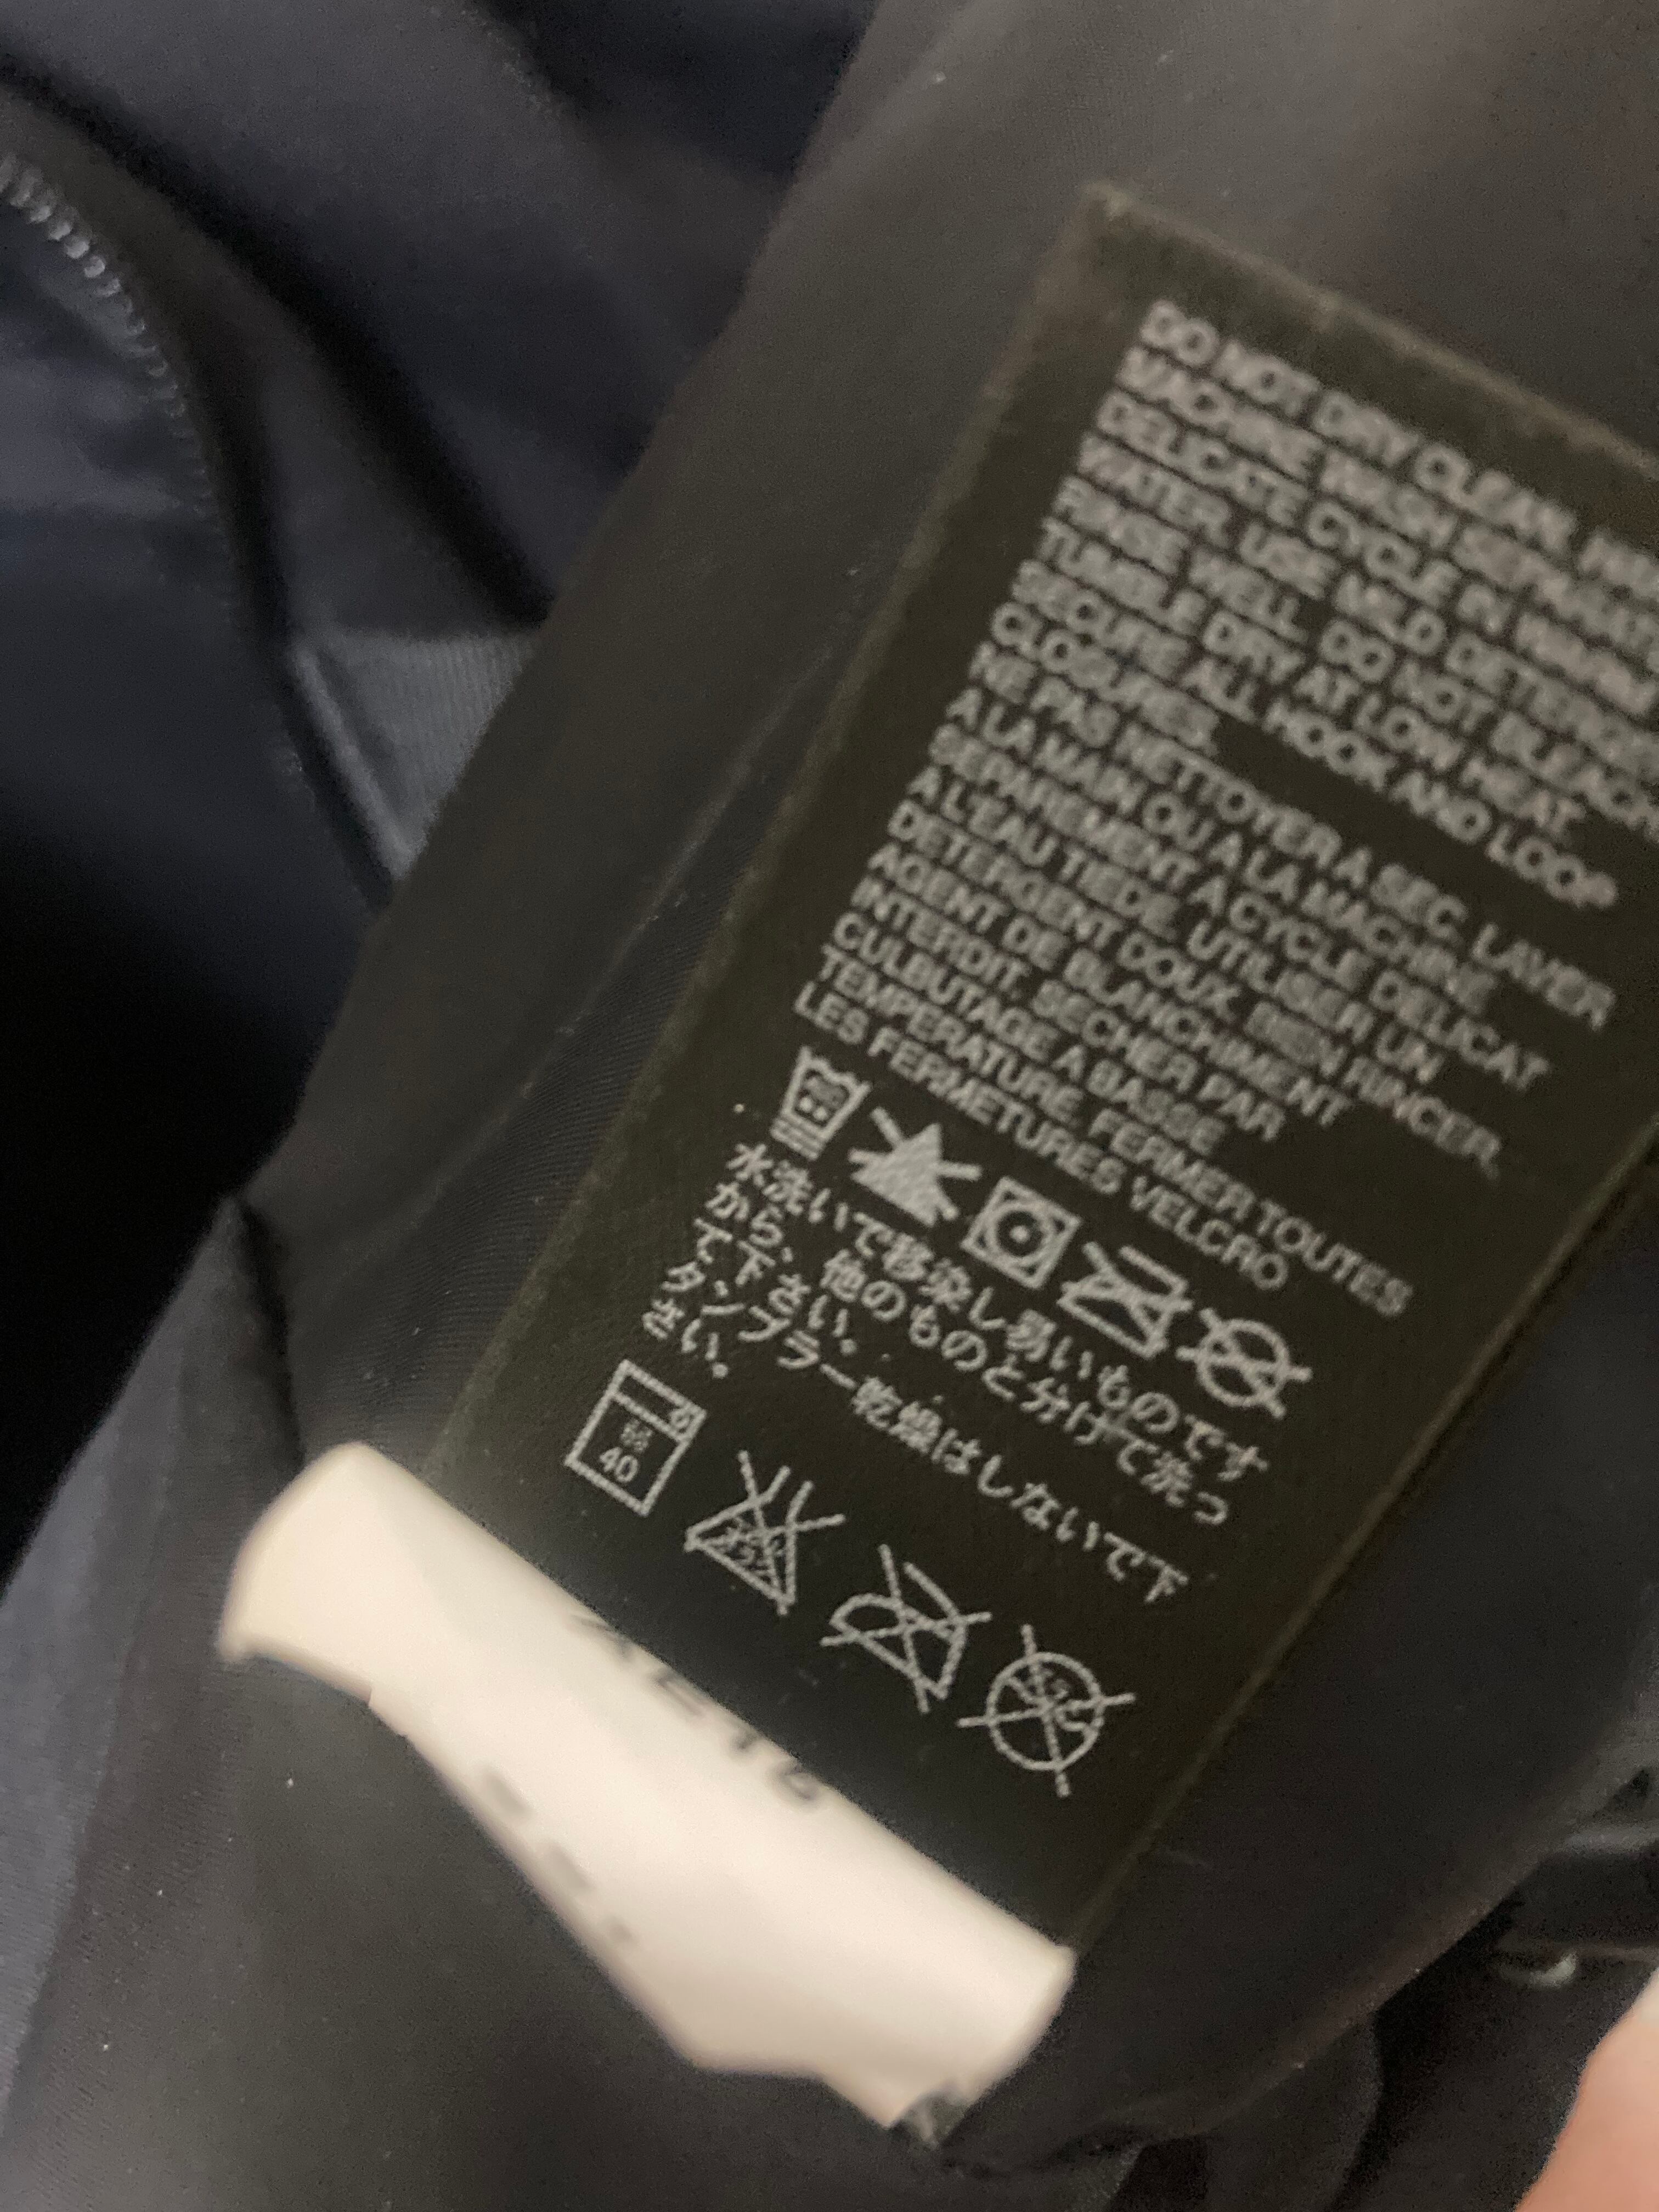 DO NOT DRY CLEAN.
MACHINE WASH
DELICATE CYCLE IN WARM
WATER. USE MILD
RINSE WELL. DO NOT BLEACH.
TUMBLE DRY AT LOW HEAT.
SECURE ALL HOOK AND LOOP
CLOSURES.
NE PAS NETTOYER A SEC. LAVER
A LA MAIN OU A LA MACHINE
SEPAREMENT A CYCLE DELICAT
A L'EAU TIEDE. UTILISER UN
DETERGENT DOUX. BIEN RINCER.
AGENT DE BLANCHIMENT
INTERDIT. SECHER PAR
CULBUTAGE A BASSE
TEMPERATURE. FERMER TOUTES
LES FERMETURES VELCRO
水洗いで移染し易いものです
から、他のものと分けて洗っ
て下さい。
タンブラー乾燥はしないで下
さい。
40